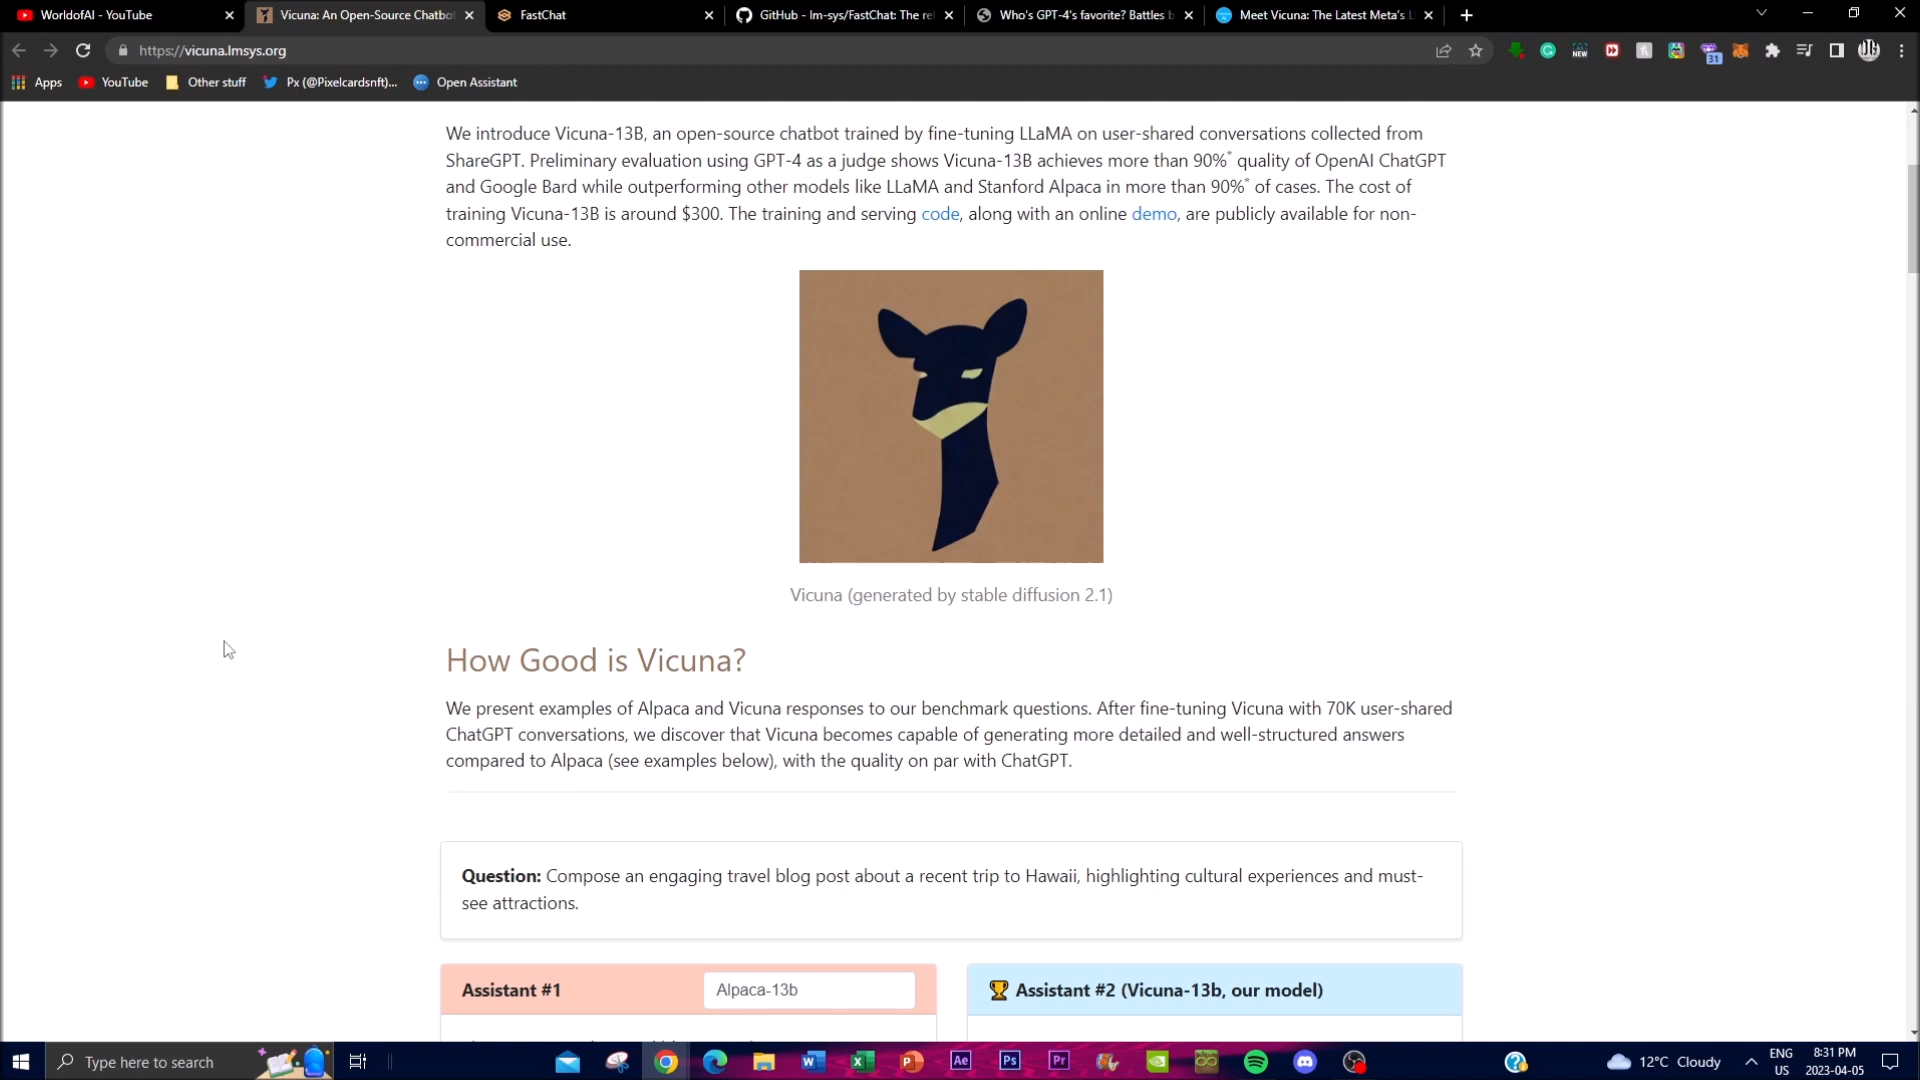 WorldofAI - YouTube
Vicuna: An Open-Source Chatbot
FastChat
GitHub - lm-sys/FastChat: The rel
Who's GPT-4's favorite? Battles b
Meet Vicuna: The Latest Meta's L
https://vicuna.lmsys.org
NEW
31
Apps
YouTube
Other stuff
Px (@Pixelcardsnft)...
Open Assistant
We introduce Vicuna-13B, an open-source chatbot trained by fine-tuning LLaMA on user-shared conversations collected from
ShareGPT. Preliminary evaluation using GPT-4 as a judge shows Vicuna-13B achieves more than 90%* quality of OpenAI ChatGPT
and Google Bard while outperforming other models like LLaMA and Stanford Alpaca in more than 90%* of cases. The cost of
training Vicuna-13B is around $300. The training and serving code, along with an online demo, are publicly available for non-
commercial use.
Vicuna (generated by stable diffusion 2.1)
How Good is Vicuna?
We present examples of Alpaca and Vicuna responses to our benchmark questions. After fine-tuning Vicuna with 70K user-shared
ChatGPT conversations, we discover that Vicuna becomes capable of generating more detailed and well-structured answers
compared to Alpaca (see examples below), with the quality on par with ChatGPT.
Question: Compose an engaging travel blog post about a recent trip to Hawaii, highlighting cultural experiences and must-
see attractions.
Assistant #1
Alpaca-13b
Assistant #2 (Vicuna-13b, our model)
Type here to search
Ae
Ps
Pr
12°C Cloudy
ENG
US
8:31 PM
2023-04-05